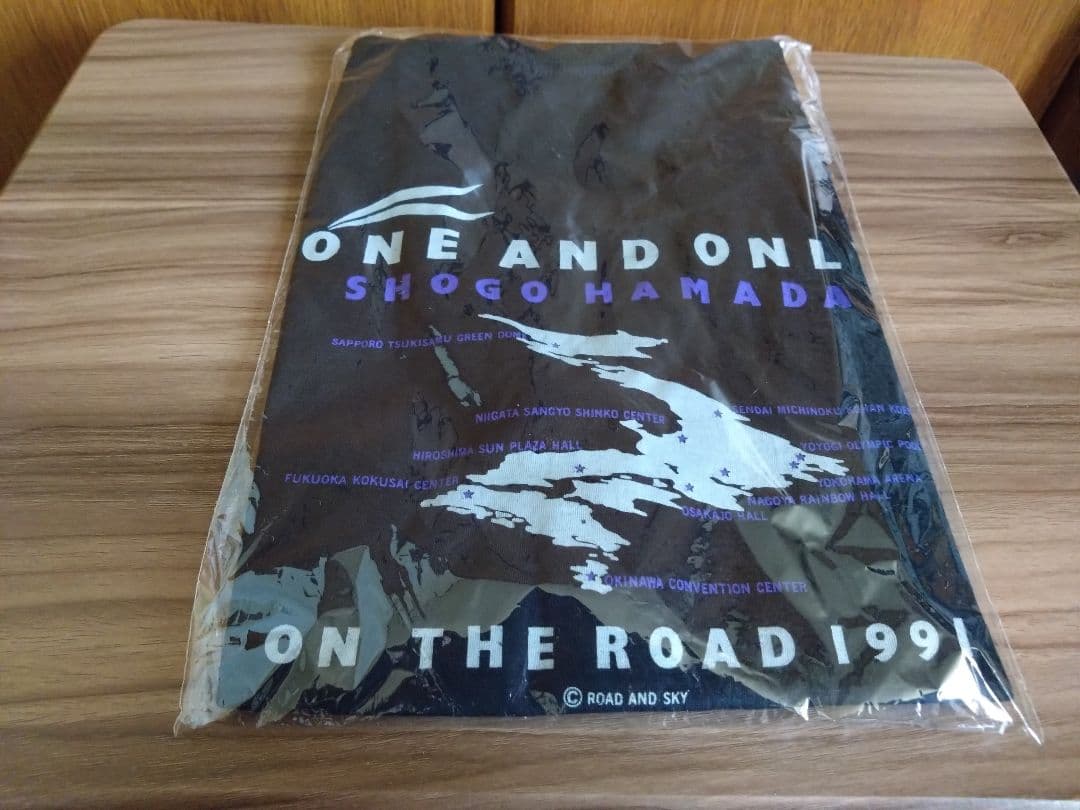 ONE AND ONL
SHOGO HAMADA
SAPPORO TSUKISAMU GREEN DOME
NIIGATA SANGYO SHINKO CENTER
SENDAI MICHINOKU
HIROSHIMA SUN PLAZA HALL
YOYOGI OLYMPIC POO
FUKUOKA KOKUSAI CENTER
YOKOHAMA ARENA
NAGOYA RAINBOW HALL
OSAKAJO HALL
OKINAWA CONVENTION CENTER
ON THE ROAD 1991
© ROAD AND SKY